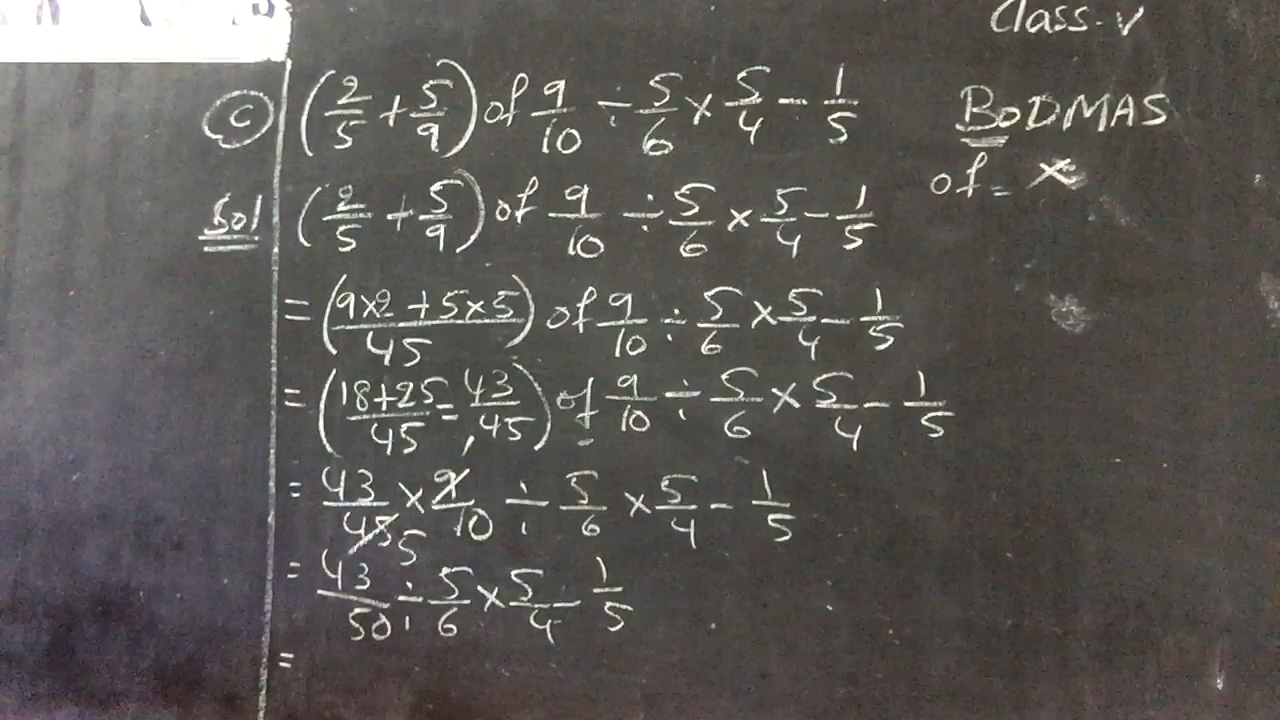 Class-V
(c) (2/5 + 5/9) of 9/10 ÷ 5/6 × 5/4 - 1/5
BODMAS
of = ×
Sol (2/5 + 5/9) of 9/10 ÷ 5/6 × 5/4 - 1/5
= ((9×2 + 5×5)/45) of 9/10 ÷ 5/6 × 5/4 - 1/5
= ((18+25)/45 = 43/45) of 9/10 ÷ 5/6 × 5/4 - 1/5
= 43/45 × 9/10 ÷ 5/6 × 5/4 - 1/5
5
= 43/50 ÷ 5/6 × 5/4 - 1/5
=